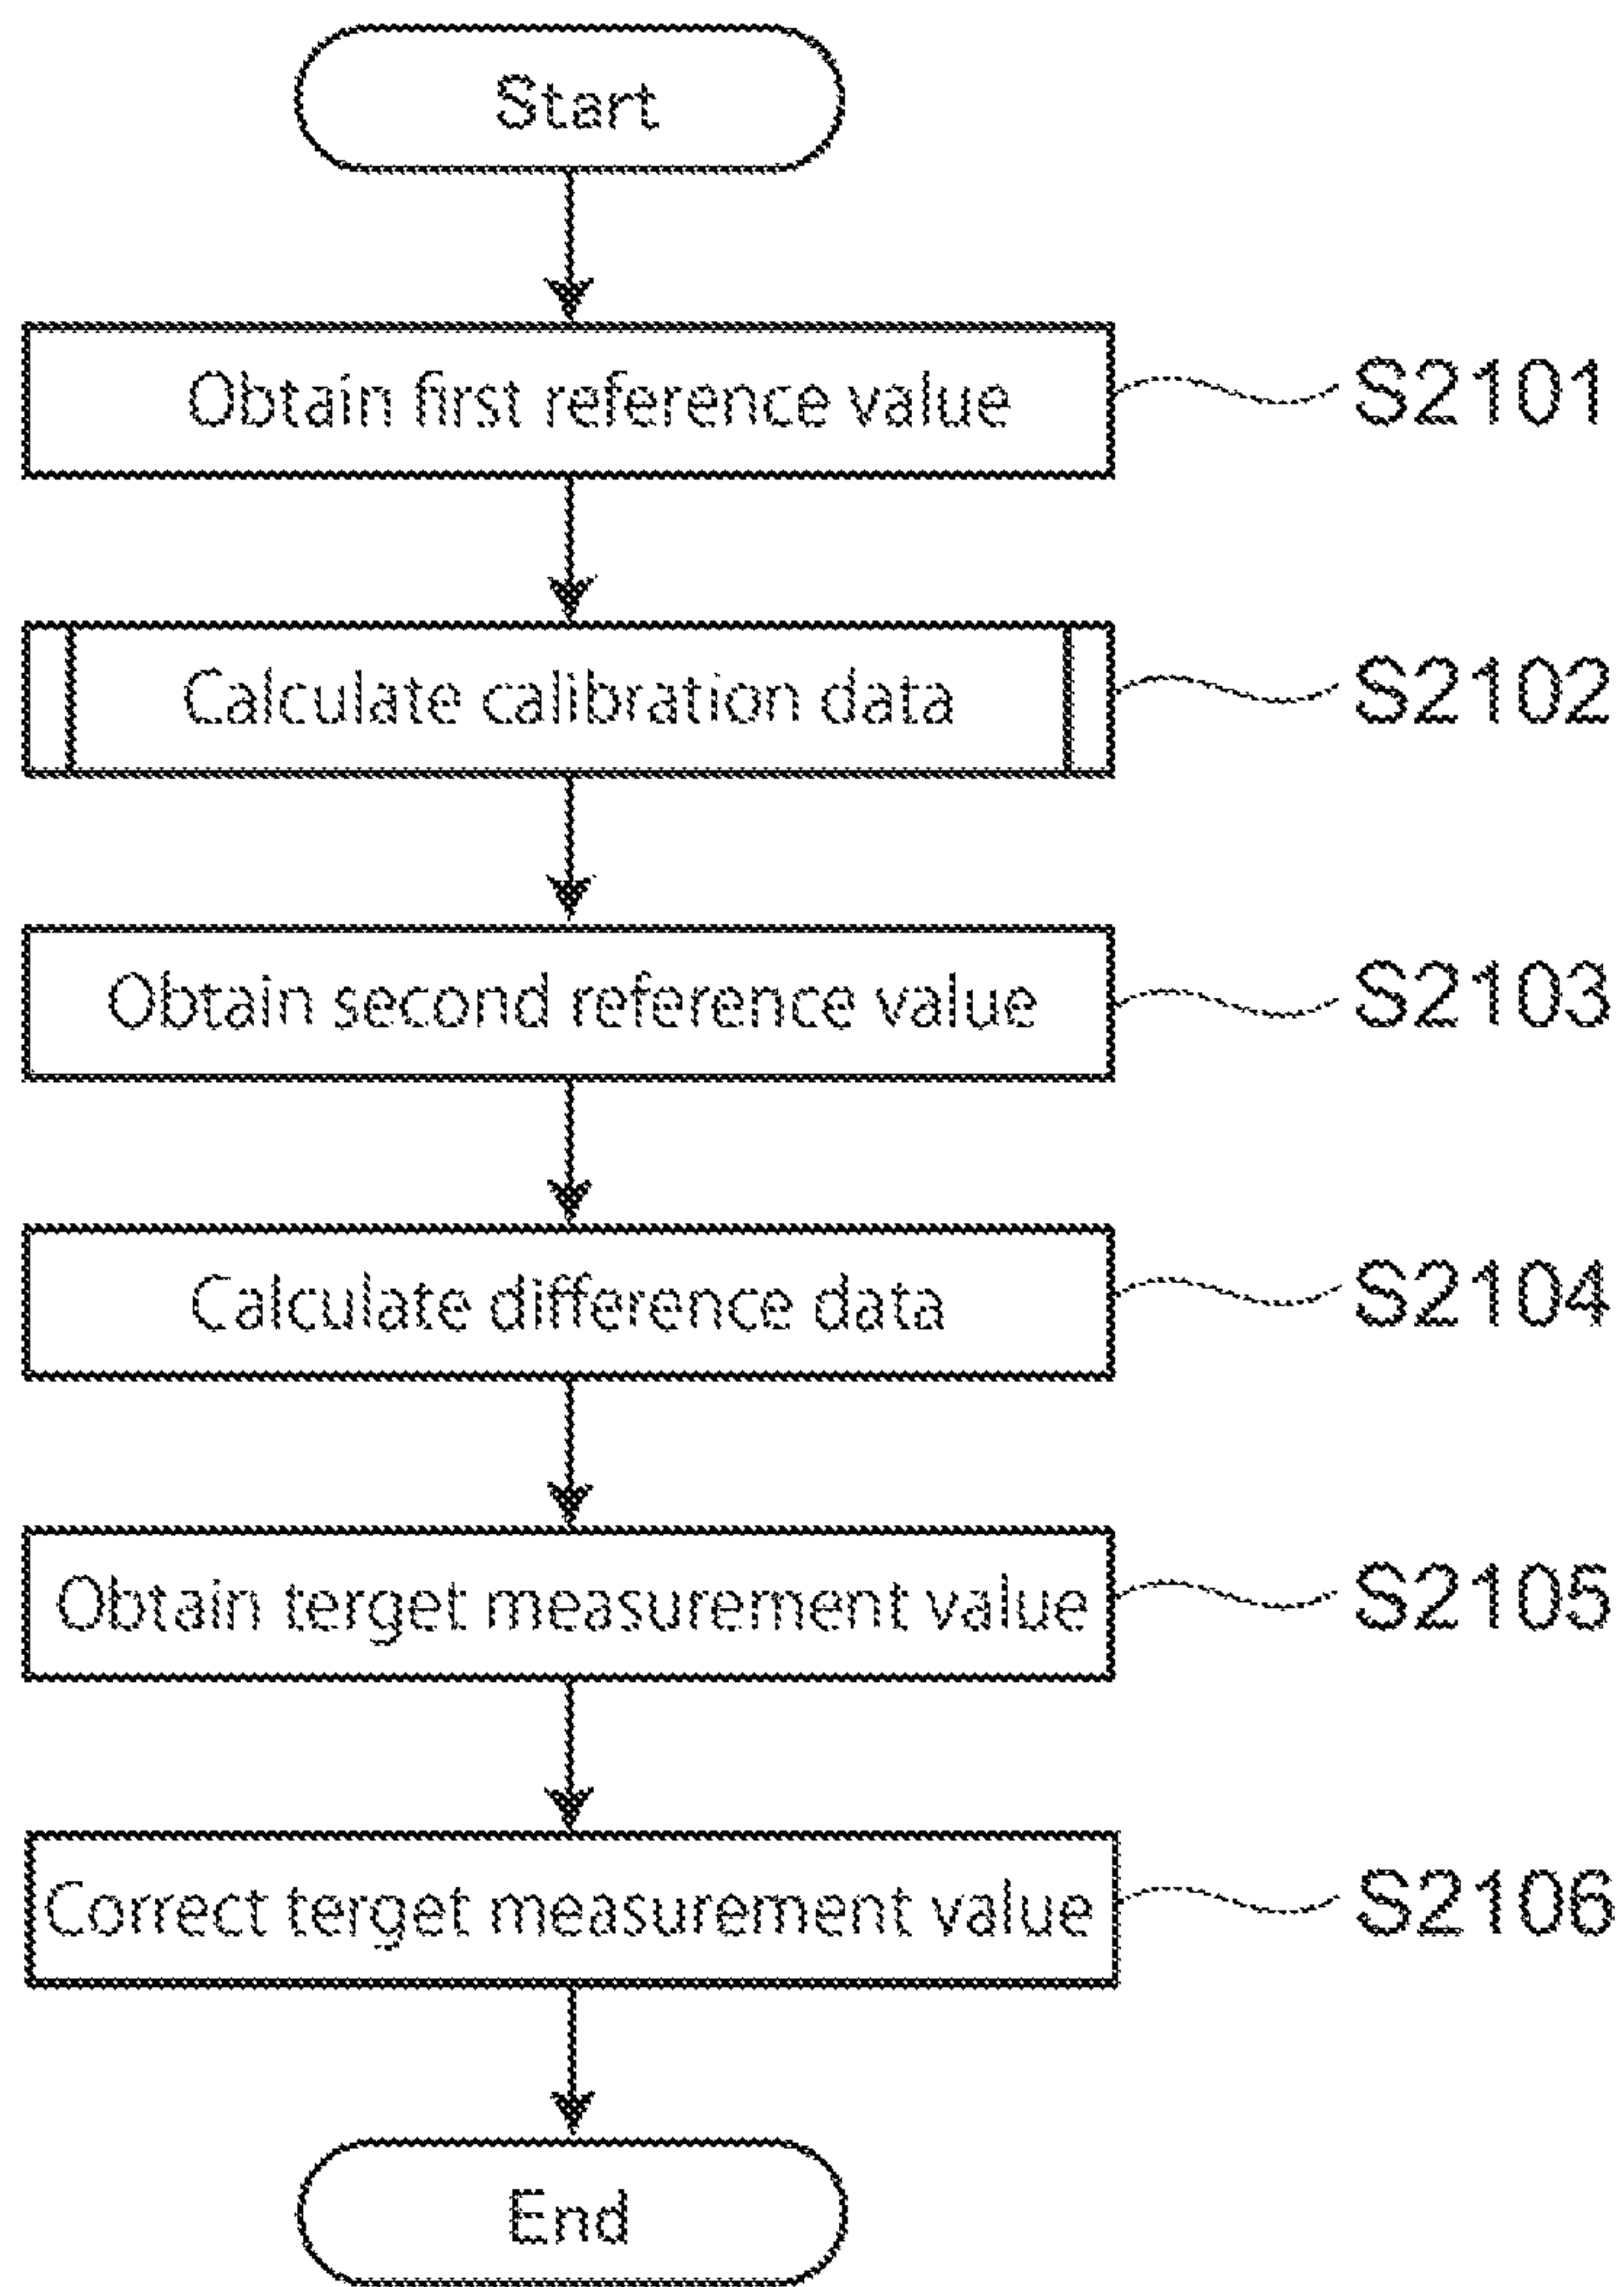 Start
Obtain first reference value
S2101
Calculate calibration data
S2102
Obtain second reference value
S2103
Calculate difference data
S2104
Obtain terget measurement value
S2105
Correct terget measurement value
S2106
End